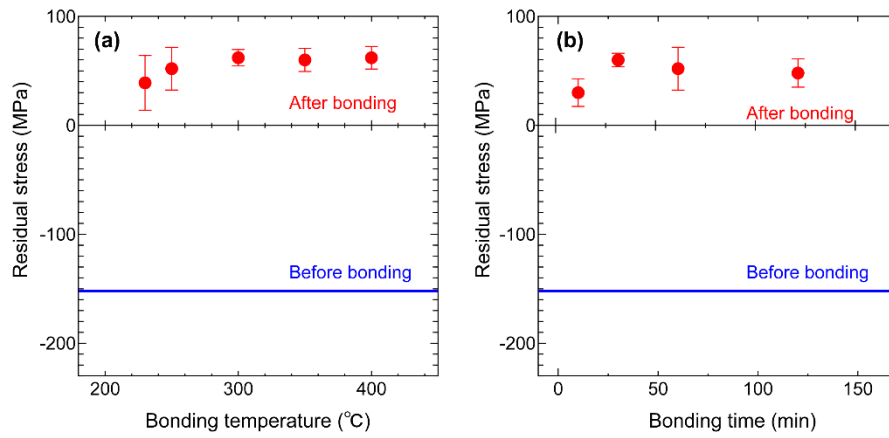 100
(a)
After bonding
0
Residual stress (MPa)
-100
Before bonding
-200
200
300
400
Bonding temperature (℃)
100
(b)
After bonding
0
Residual stress (MPa)
-100
Before bonding
-200
0
50
100
150
Bonding time (min)